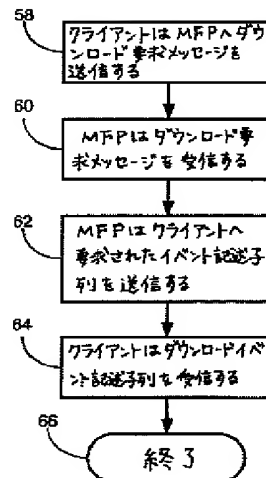 58
クライアントはMFPへダウ
ンロード要求メッセージを
送信する
60
MFPはダウンロード要
求メッセージを受信する
62
MFPはクライアントへ
要求されたイベント記述子
列を送信する
64
クライアントはダウンロードイベ
ント記述子列を受信する
66
終了